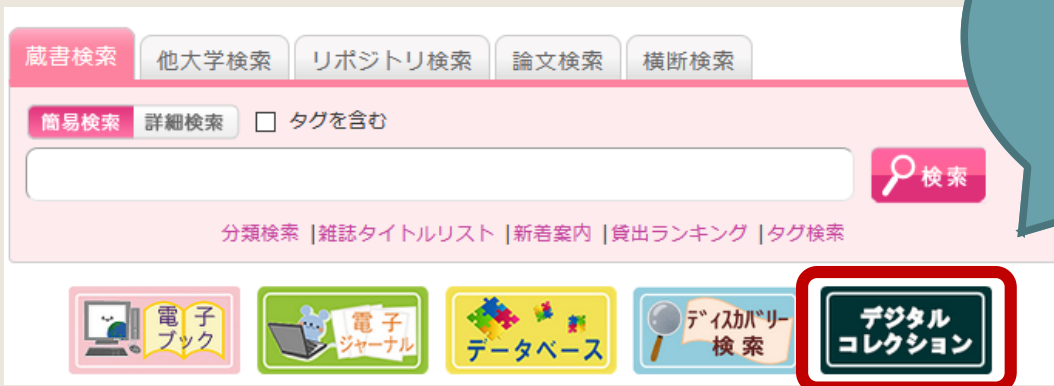 蔵書検索 他大学検索 リポジトリ検索 論文検索 横断検索
簡易検索 詳細検索 タグを含む
検索
分類検索 |雑誌タイトルリスト |新着案内 |貸出ランキング |タグ検索
電子
ブック
電子
ジャーナル
データベース
ディスカバリー
検索
デジタル
コレクション